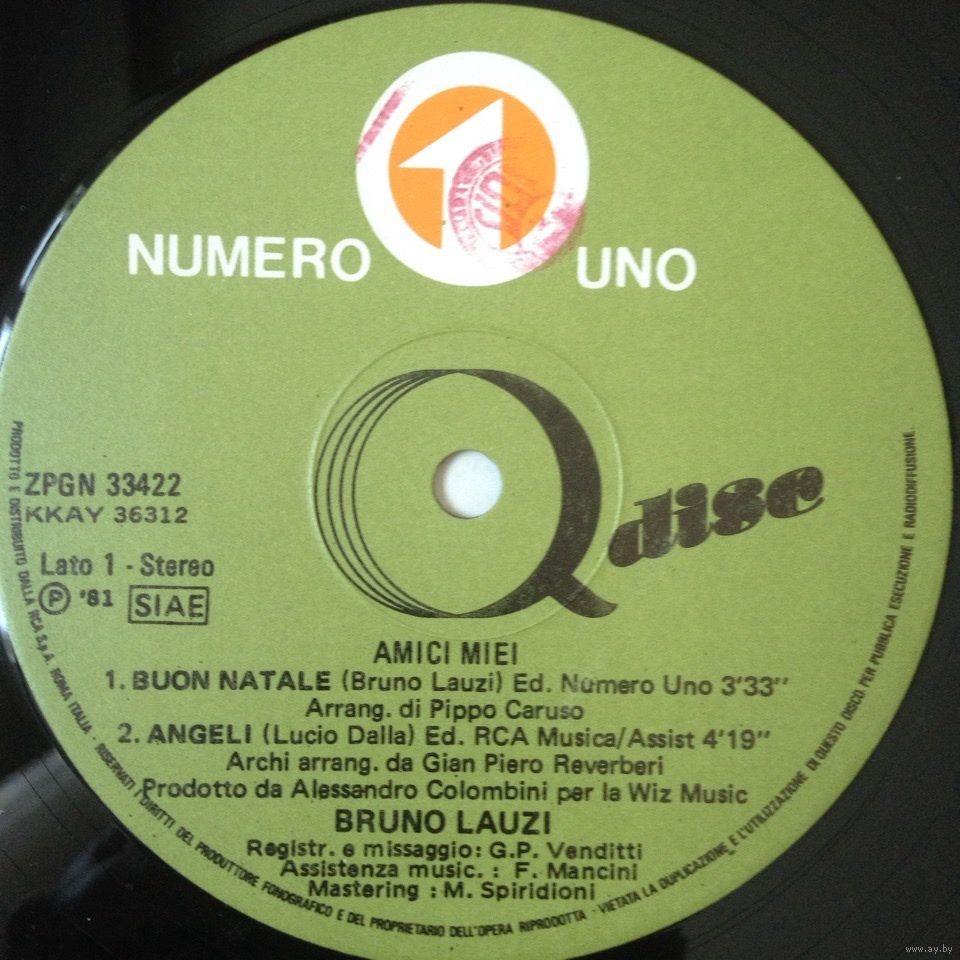 NUMERO UNO
Q disc
ZPGN 33422
KKAY 36312
Lato 1 - Stereo
Ⓟ '81 SIAE
AMICI MIEI
1. BUON NATALE (Bruno Lauzi) Ed. Numero Uno 3'33"
Arrang. di Pippo Caruso
2. ANGELI (Lucio Dalla) Ed. RCA Musica/Assist 4'19"
Archi arrang. da Gian Piero Reverberi
Prodotto da Alessandro Colombini per la Wiz Music
BRUNO LAUZI
Registr. e missaggio: G.P. Venditti
Assistenza music. : F. Mancini
Mastering : M. Spiridioni
PRODOTTO E DISTRIBUITO DALLA RCA S.p.A. ROMA ITALIA - RISERVATI I DIRITTI DEL PRODUTTORE FONOGRAFICO E DEL PROPRIETARIO DELL'OPERA RIPRODOTTA - VIETATA LA DUPLICAZIONE E L'UTILIZZAZIONE DI QUESTO DISCO PER PUBBLICA ESECUZIONE E RADIODIFFUSIONE.
www.ay.by